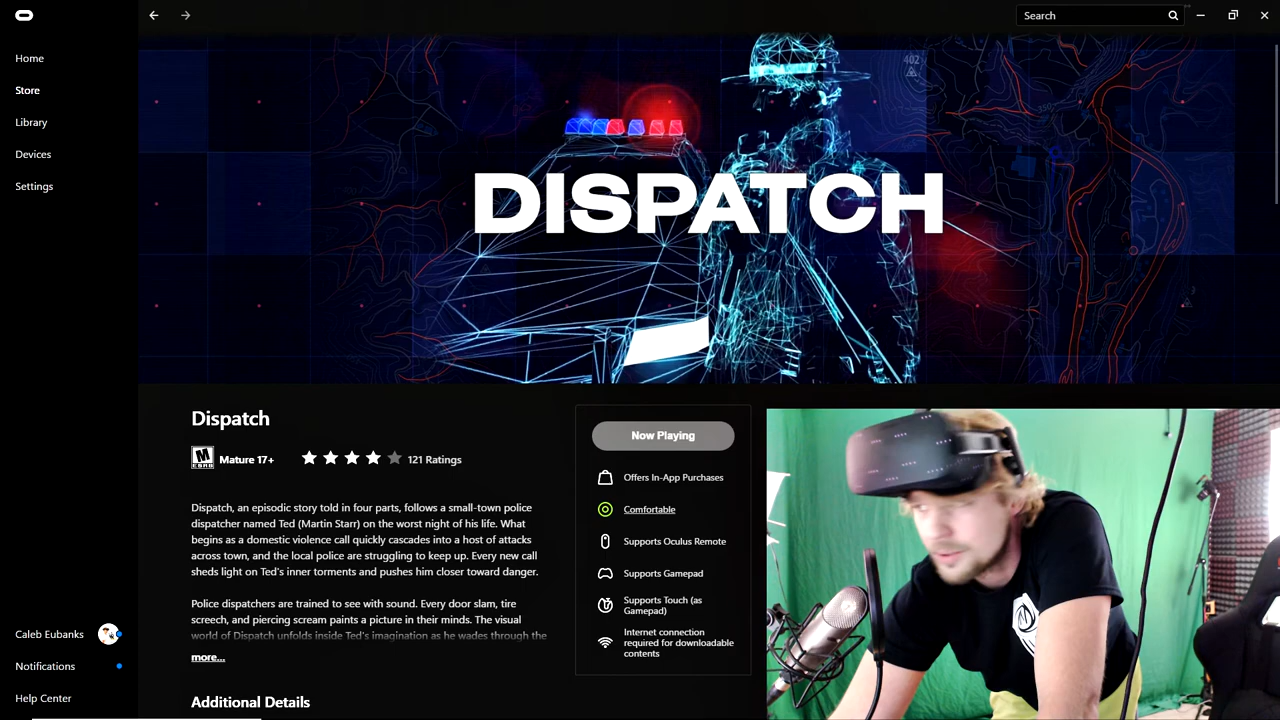 Search
Home
Store
Library
Devices
Settings
402
350
DISPATCH
Dispatch
M
ESRB
Mature 17+
121 Ratings
Dispatch, an episodic story told in four parts, follows a small-town police
dispatcher named Ted (Martin Starr) on the worst night of his life. What
begins as a domestic violence call quickly cascades into a host of attacks
across town, and the local police are struggling to keep up. Every new call
sheds light on Ted's inner torments and pushes him closer toward danger.
Police dispatchers are trained to see with sound. Every door slam, tire
screech, and piercing scream paints a picture in their minds. The visual
world of Dispatch unfolds inside Ted's imagination as he wades through the
more...
Additional Details
Now Playing
Offers In-App Purchases
Comfortable
Supports Oculus Remote
Supports Gamepad
Supports Touch (as
Gamepad)
Internet connection
required for downloadable
contents
Caleb Eubanks
Notifications
Help Center